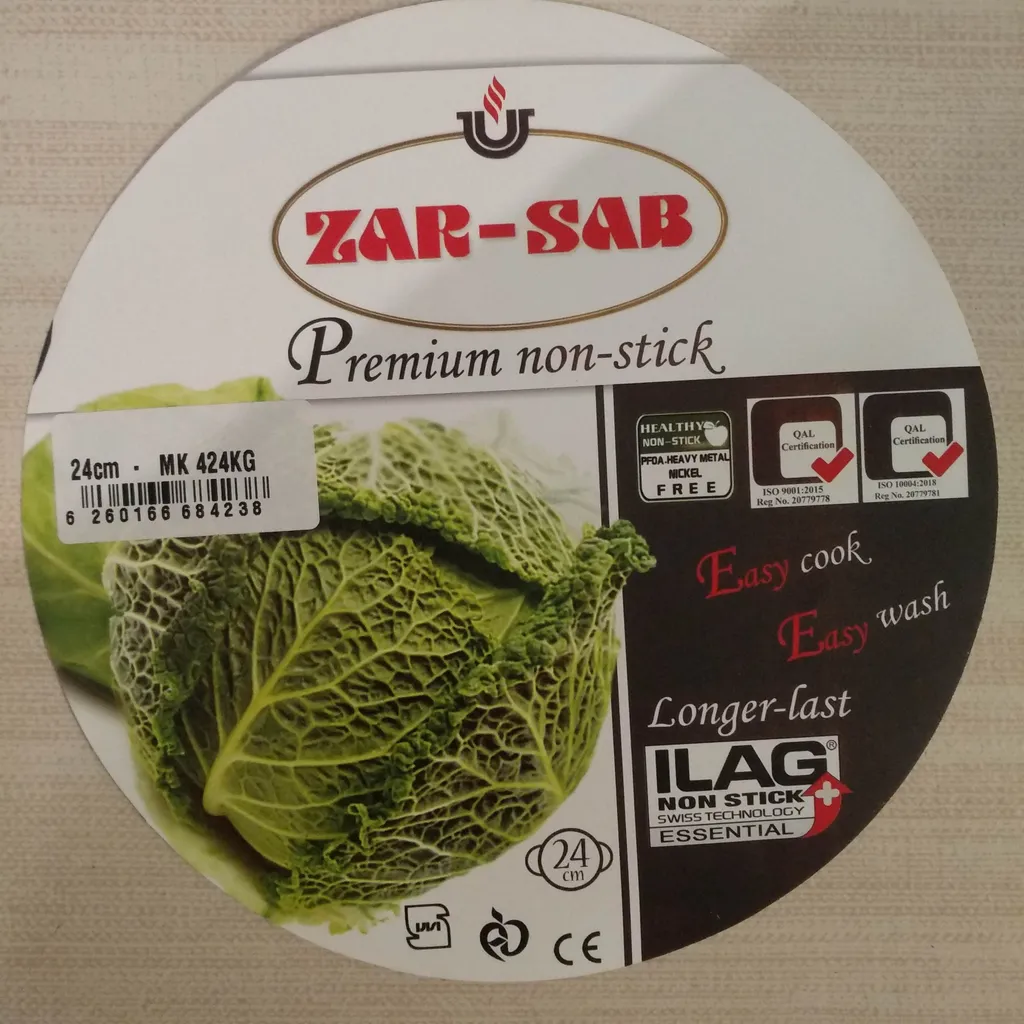 ZAR-SAB
Premium non-stick
24cm - MK 424KG
6 260166 684238
HEALTHY
NON-STICK
PFOA.HEAVY METAL
NICKEL
FREE
QAL
Certification
ISO 9001:2015
Reg No. 20779778
QAL
Certification
ISO 10004:2018
Reg No. 20779781
Easy cook
Easy wash
Longer-last
ILAG®
NON STICK
SWISS TECHNOLOGY
ESSENTIAL
24
cm
CE